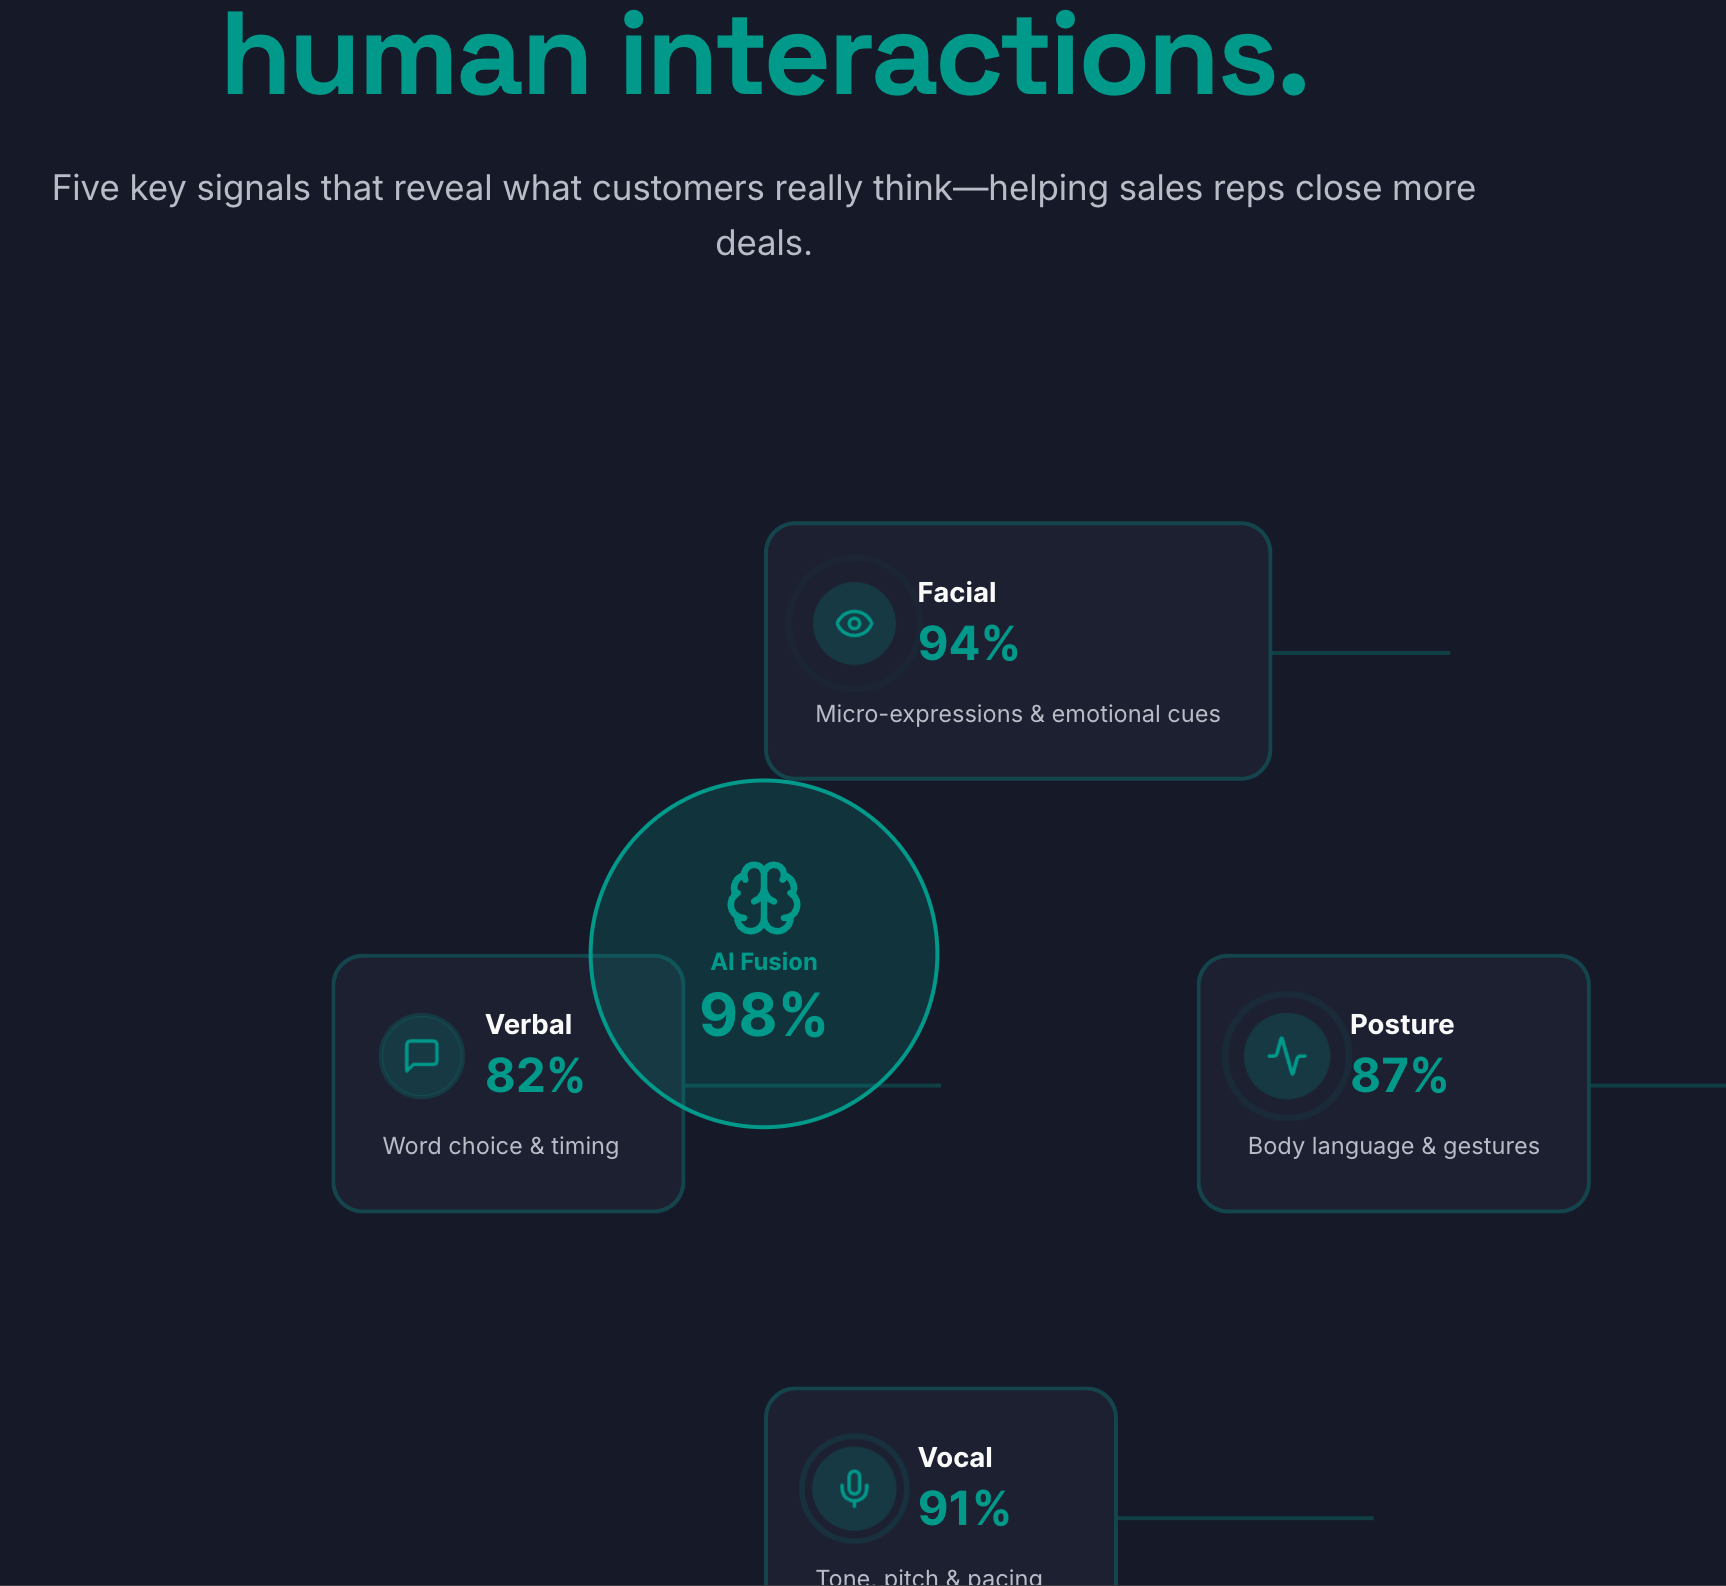 human interactions.
Five key signals that reveal what customers really think—helping sales reps close more
deals.
Facial
94%
Micro-expressions & emotional cues
AI Fusion
98%
Verbal
82%
Word choice & timing
Posture
87%
Body language & gestures
Vocal
91%
Tone, pitch & pacing